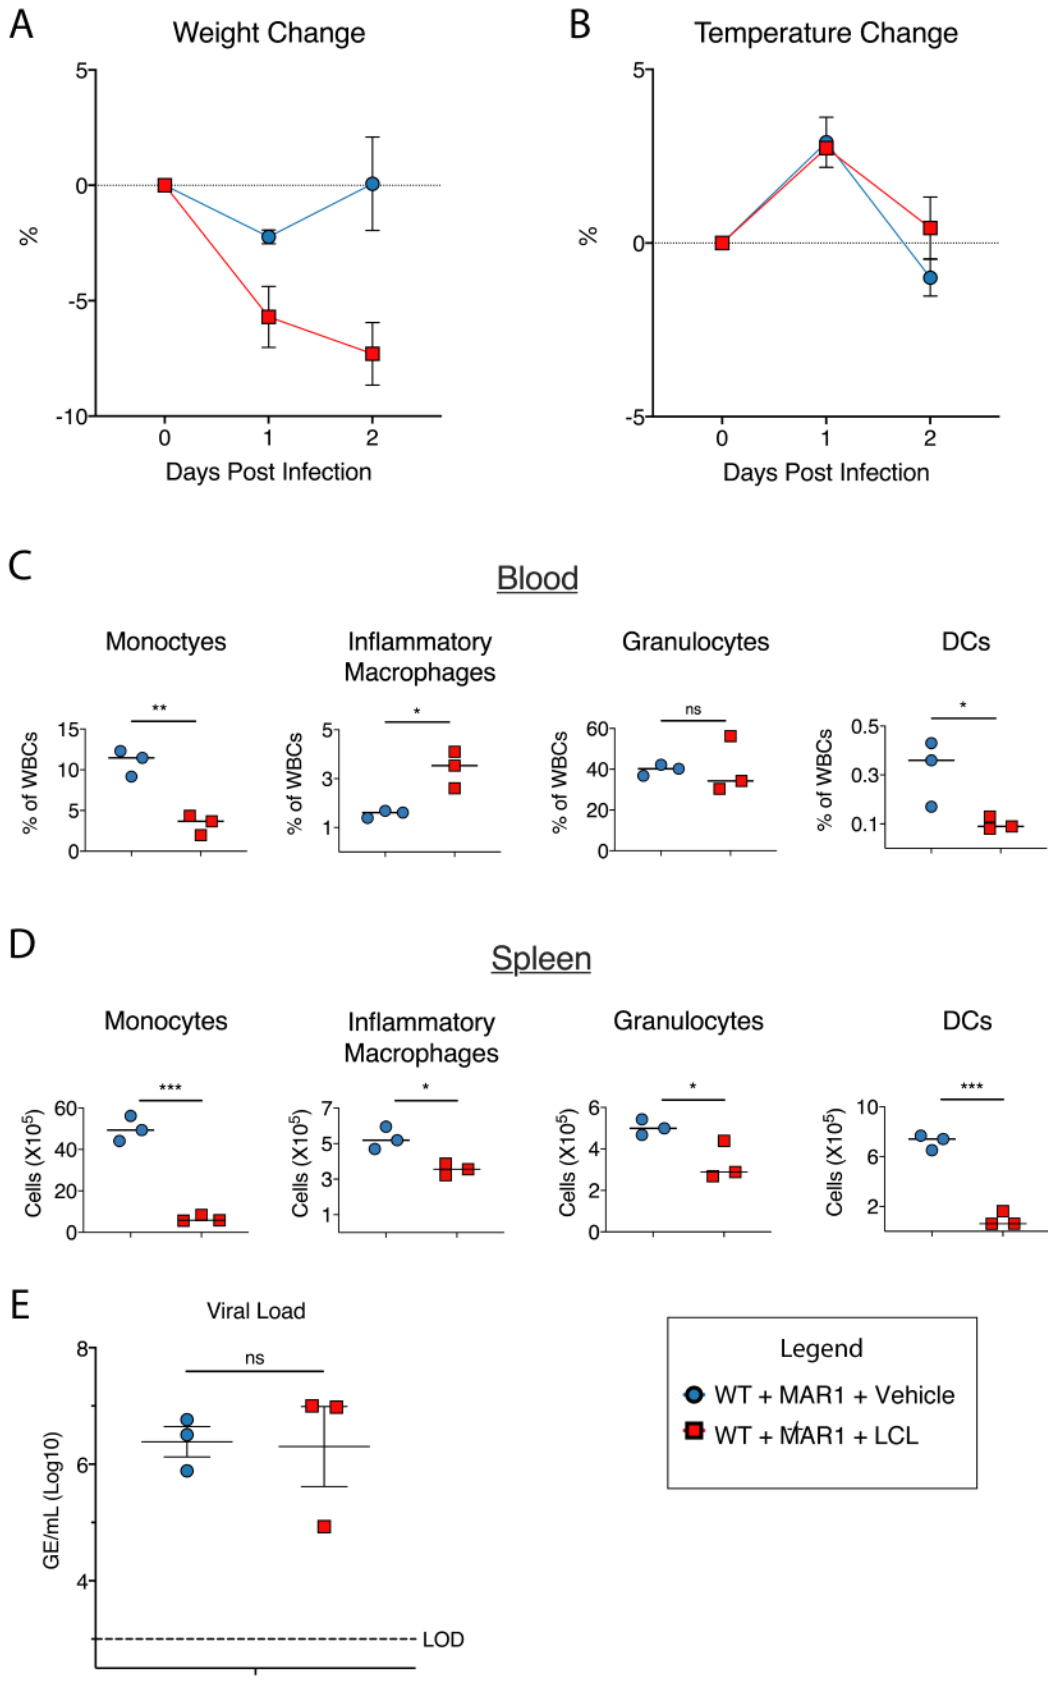 A
Weight Change
5
0
-5
-10
%
0 1 2
Days Post Infection
B
Temperature Change
5
0
-5
%
0 1 2
Days Post Infection
C
Blood
Monoctyes
**
15
10
5
0
% of WBCs
Inflammatory
Macrophages
*
5
3
1
% of WBCs
Granulocytes
ns
60
40
20
0
% of WBCs
DCs
*
0.5
0.3
0.1
% of WBCs
D
Spleen
Monocytes
***
60
40
20
0
Cells (X10⁵)
Inflammatory
Macrophages
*
7
5
3
1
Cells (X10⁵)
Granulocytes
*
6
4
2
0
Cells (X10⁵)
DCs
***
10
6
2
Cells (X10⁵)
E
Viral Load
ns
8
6
4
GE/mL (Log10)
LOD
Legend
WT + MAR1 + Vehicle
WT + MAR1 + LCL